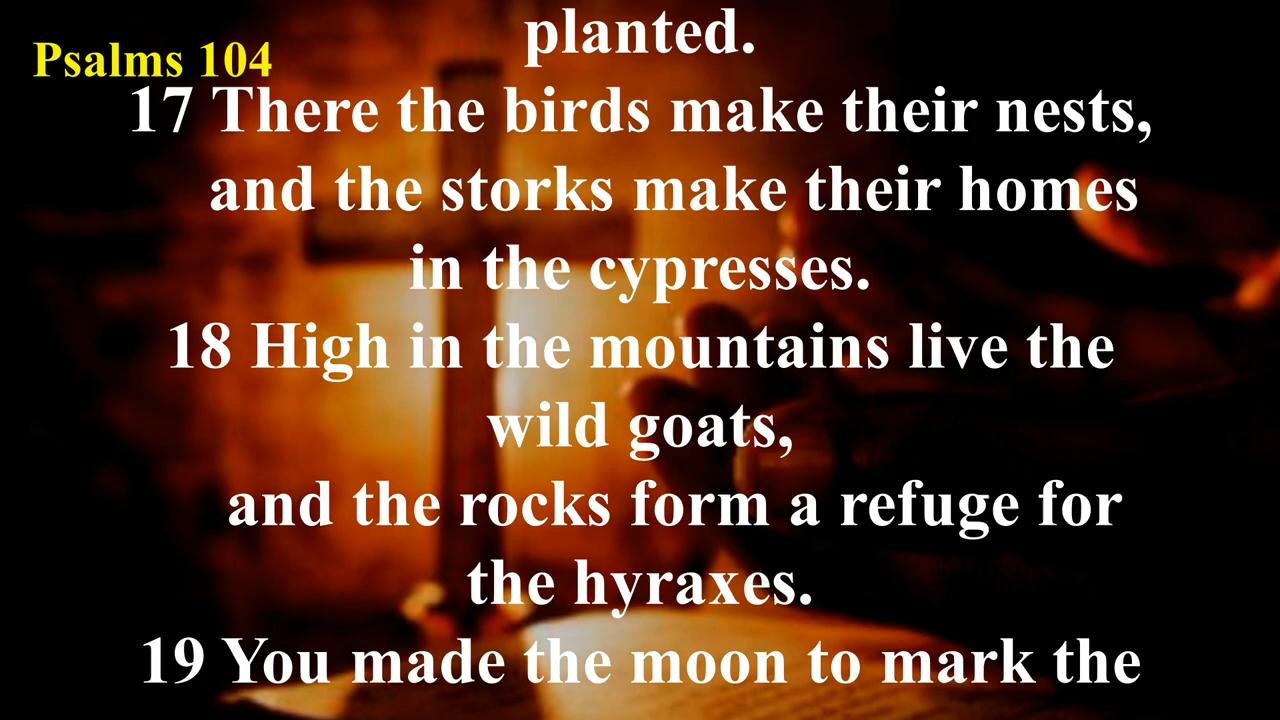 planted.
Psalms 104
17 There the birds make their nests,
and the storks make their homes
in the cypresses.
18 High in the mountains live the
wild goats,
and the rocks form a refuge for
the hyraxes.
19 You made the moon to mark the